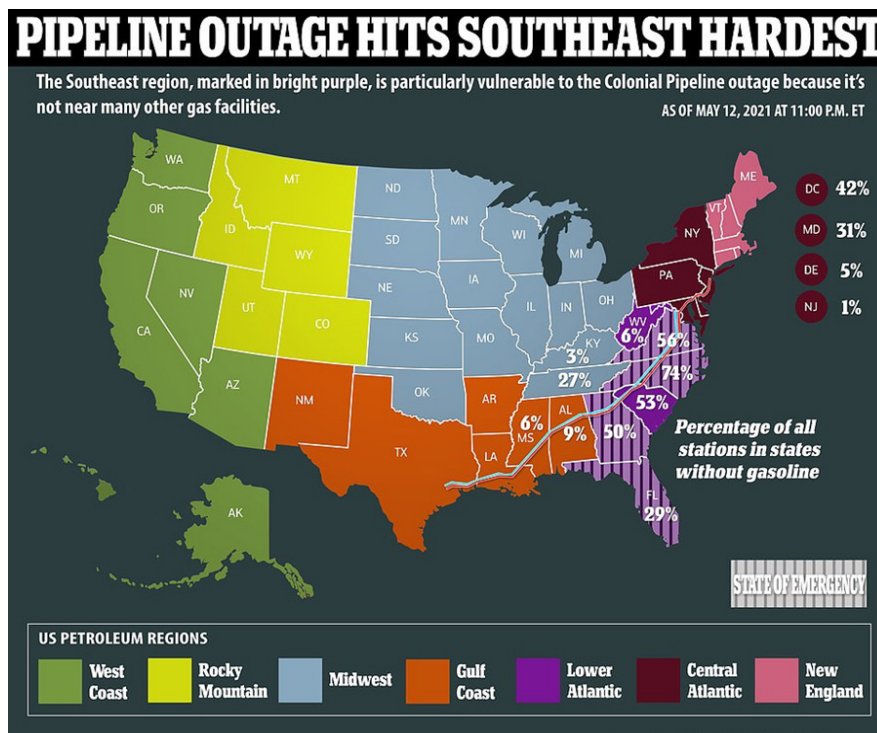 PIPELINE OUTAGE HITS SOUTHEAST HARDEST
The Southeast region, marked in bright purple, is particularly vulnerable to the Colonial Pipeline outage because it's
not near many other gas facilities.
AS OF MAY 12, 2021 AT 11:00 P.M. ET
WA
OR
CA
NV
AZ
AK
ID
MT
WY
UT
CO
NM
TX
ND
SD
NE
KS
OK
MN
IA
MO
WI
IL
IN
MI
OH
KY
3%
27%
AR
LA
6%
MS
AL
9%
WV
6%
56%
74%
53%
50%
FL
29%
NY
PA
VT
ME
DC 42%
MD 31%
DE 5%
NJ 1%
Percentage of all
stations in states
without gasoline
STATE OF EMERGENCY
US PETROLEUM REGIONS
West
Coast
Rocky
Mountain
Midwest
Gulf
Coast
Lower
Atlantic
Central
Atlantic
New
England